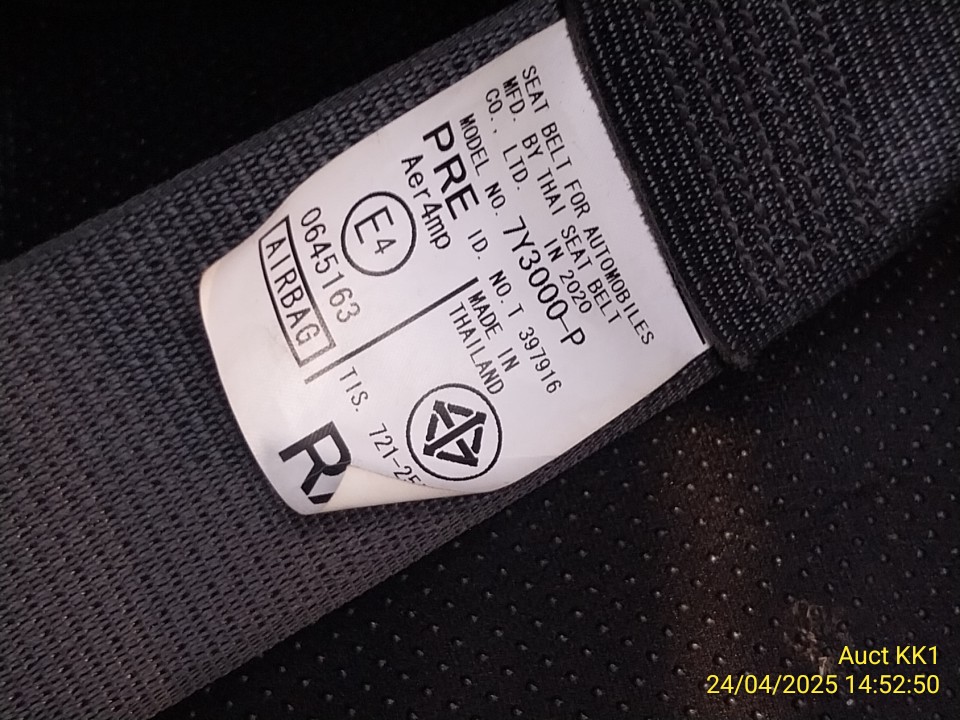 SEAT BELT FOR AUTOMOBILES
MFD. BY THAI SEAT BELT
CO., LTD. IN 2020
MODEL NO. 7Y3000-P
PRE ID. NO.T 397916
Aer4mp
MADE IN
THAILAND
E4
0645163
AIRBAG
TIS. 721-25
R
Auct KK1
24/04/2025 14:52:50